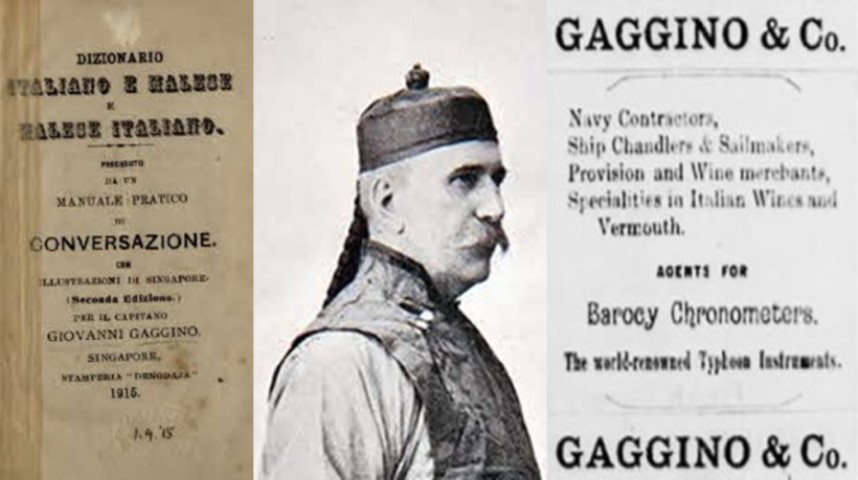 DIZIONARIO
ITALIANO E MALESE
E
MALESE ITALIANO.
PRECEDUTO
DA UN
MANUALE PRATICO
DI
CONVERSAZIONE.
CON
ILLUSTRAZIONI DI SINGAPORE
(Seconda Edizione.)
PER IL CAPITANO
GIOVANNI GAGGINO.
SINGAPORE,
STAMPERIA "DENODAJA"
1915.
1.9.'15
GAGGINO & Co.
Navy Contractors,
Ship Chandlers & Sailmakers,
Provision and Wine merchants,
Specialities in Italian Wines and
Vermouth.
AGENTS FOR
Barocy Chronometers.
The world-renowned Typhoon Instruments.
GAGGINO & Co.